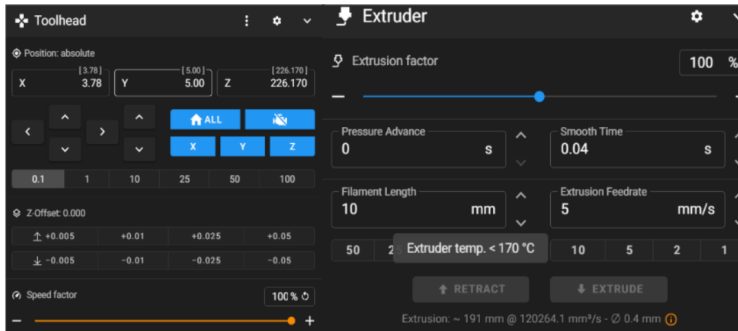 Toolhead
Position: absolute
X [3.78] 3.78
Y [5.00] 5.00
Z [226.170] 226.170
ALL
X Y Z
0.1 1 10 25 50 100
Z-Offset: 0.000
+0.005 +0.01 +0.025 +0.05
-0.005 -0.01 -0.025 -0.05
Speed factor
100 %
− +
Extruder
Extrusion factor
100 %
−
Pressure Advance
0 s
Smooth Time
0.04 s
Filament Length
10 mm
Extrusion Feedrate
5 mm/s
50
Extruder temp. < 170 °C
10 5 2 1
RETRACT
EXTRUDE
Extrusion: ~ 191 mm @ 120264.1 mm³/s - ∅ 0.4 mm